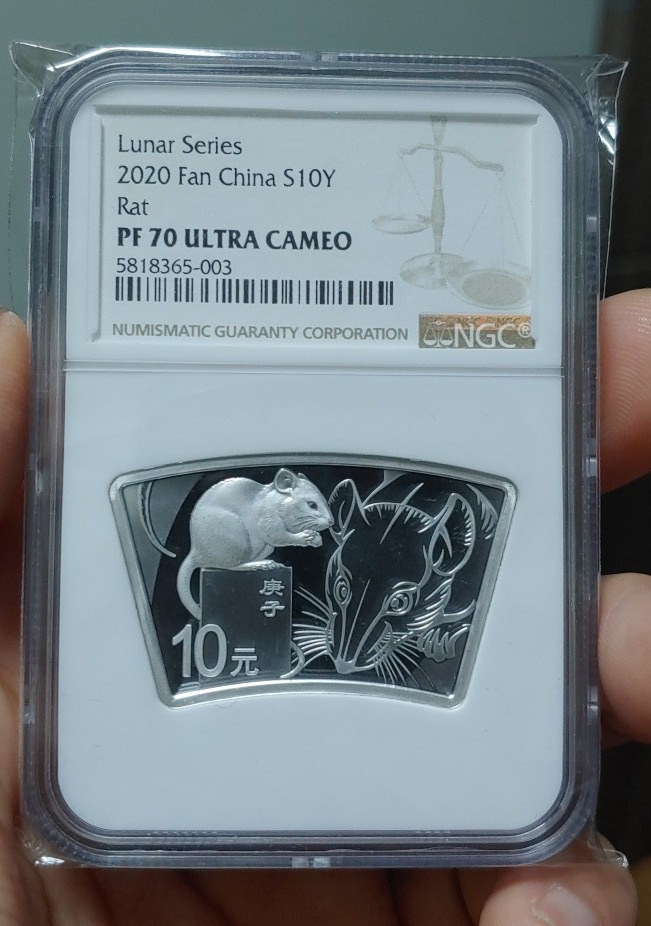 Lunar Series
2020 Fan China S10Y
Rat
PF 70 ULTRA CAMEO
5818365-003
NUMISMATIC GUARANTY CORPORATION
NGC®
庚子
10元